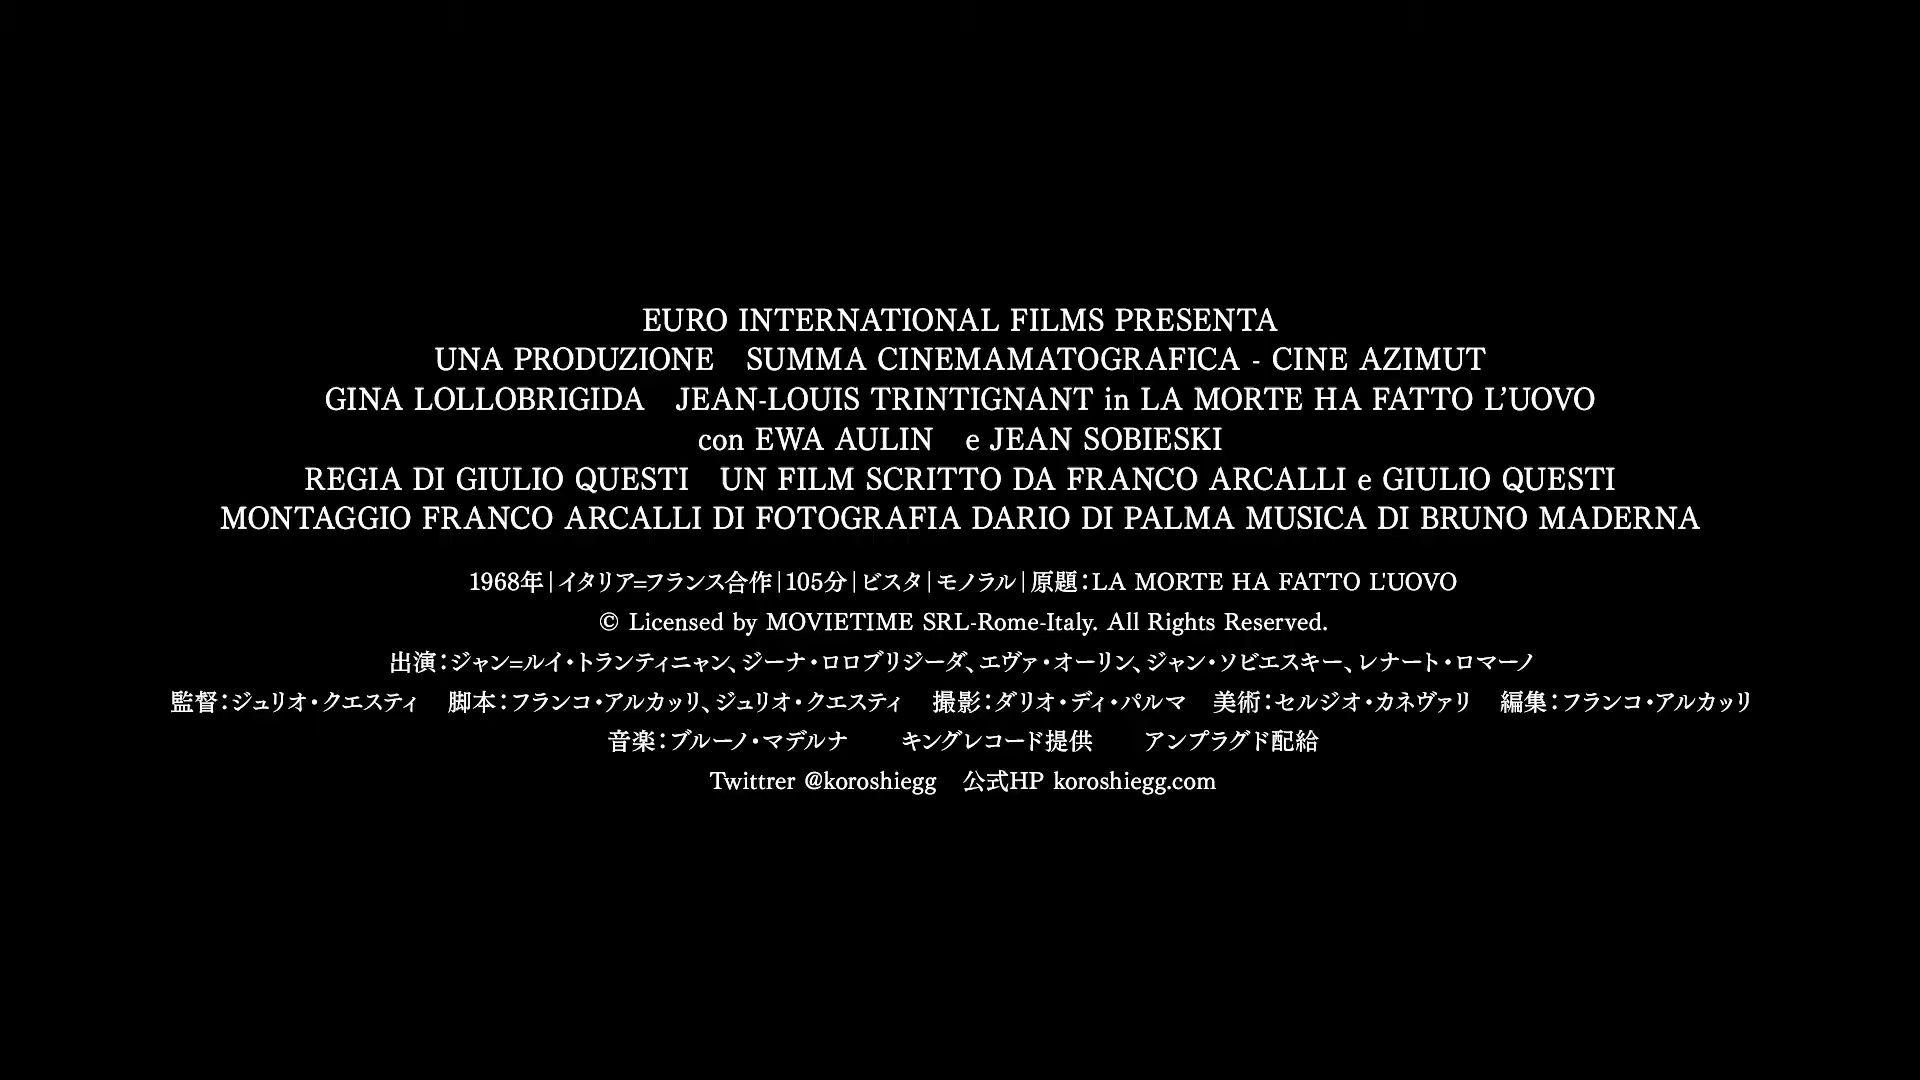 EURO INTERNATIONAL FILMS PRESENTA
UNA PRODUZIONE　SUMMA CINEMAMATOGRAFICA - CINE AZIMUT
GINA LOLLOBRIGIDA　JEAN-LOUIS TRINTIGNANT in LA MORTE HA FATTO L’UOVO
con EWA AULIN　e JEAN SOBIESKI
REGIA DI GIULIO QUESTI　UN FILM SCRITTO DA FRANCO ARCALLI e GIULIO QUESTI
MONTAGGIO FRANCO ARCALLI DI FOTOGRAFIA DARIO DI PALMA MUSICA DI BRUNO MADERNA
1968年|イタリア=フランス合作|105分|ビスタ|モノラル|原題：LA MORTE HA FATTO L'UOVO
© Licensed by MOVIETIME SRL-Rome-Italy. All Rights Reserved.
出演：ジャン=ルイ・トランティニャン、ジーナ・ロロブリジーダ、エヴァ・オーリン、ジャン・ソビエスキー、レナート・ロマーノ
監督：ジュリオ・クエスティ　脚本：フランコ・アルカッリ、ジュリオ・クエスティ　撮影：ダリオ・ディ・パルマ　美術：セルジオ・カネヴァリ　編集：フランコ・アルカッリ
音楽：ブルーノ・マデルナ　　キングレコード提供　　アンプラグド配給
Twittrer @koroshiegg　公式HP koroshiegg.com